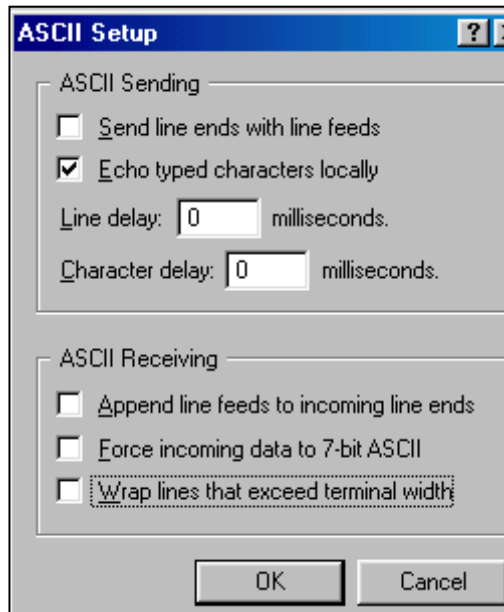 ASCII Setup
ASCII Sending
Send line ends with line feeds
Echo typed characters locally
Line delay: 0 milliseconds.
Character delay: 0 milliseconds.
ASCII Receiving
Append line feeds to incoming line ends
Force incoming data to 7-bit ASCII
Wrap lines that exceed terminal width
OK Cancel